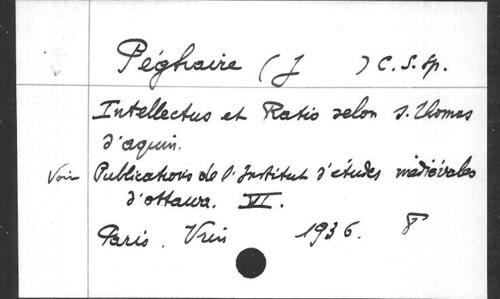 Péghaire (J ) C. S. Sp.
Intellectus et Ratio selon S. Thomas
d'aquin.
Voir Publications de l'Institut d'études médiévales
d'ottawa. VI.
Paris. Vrin 1936. 8°